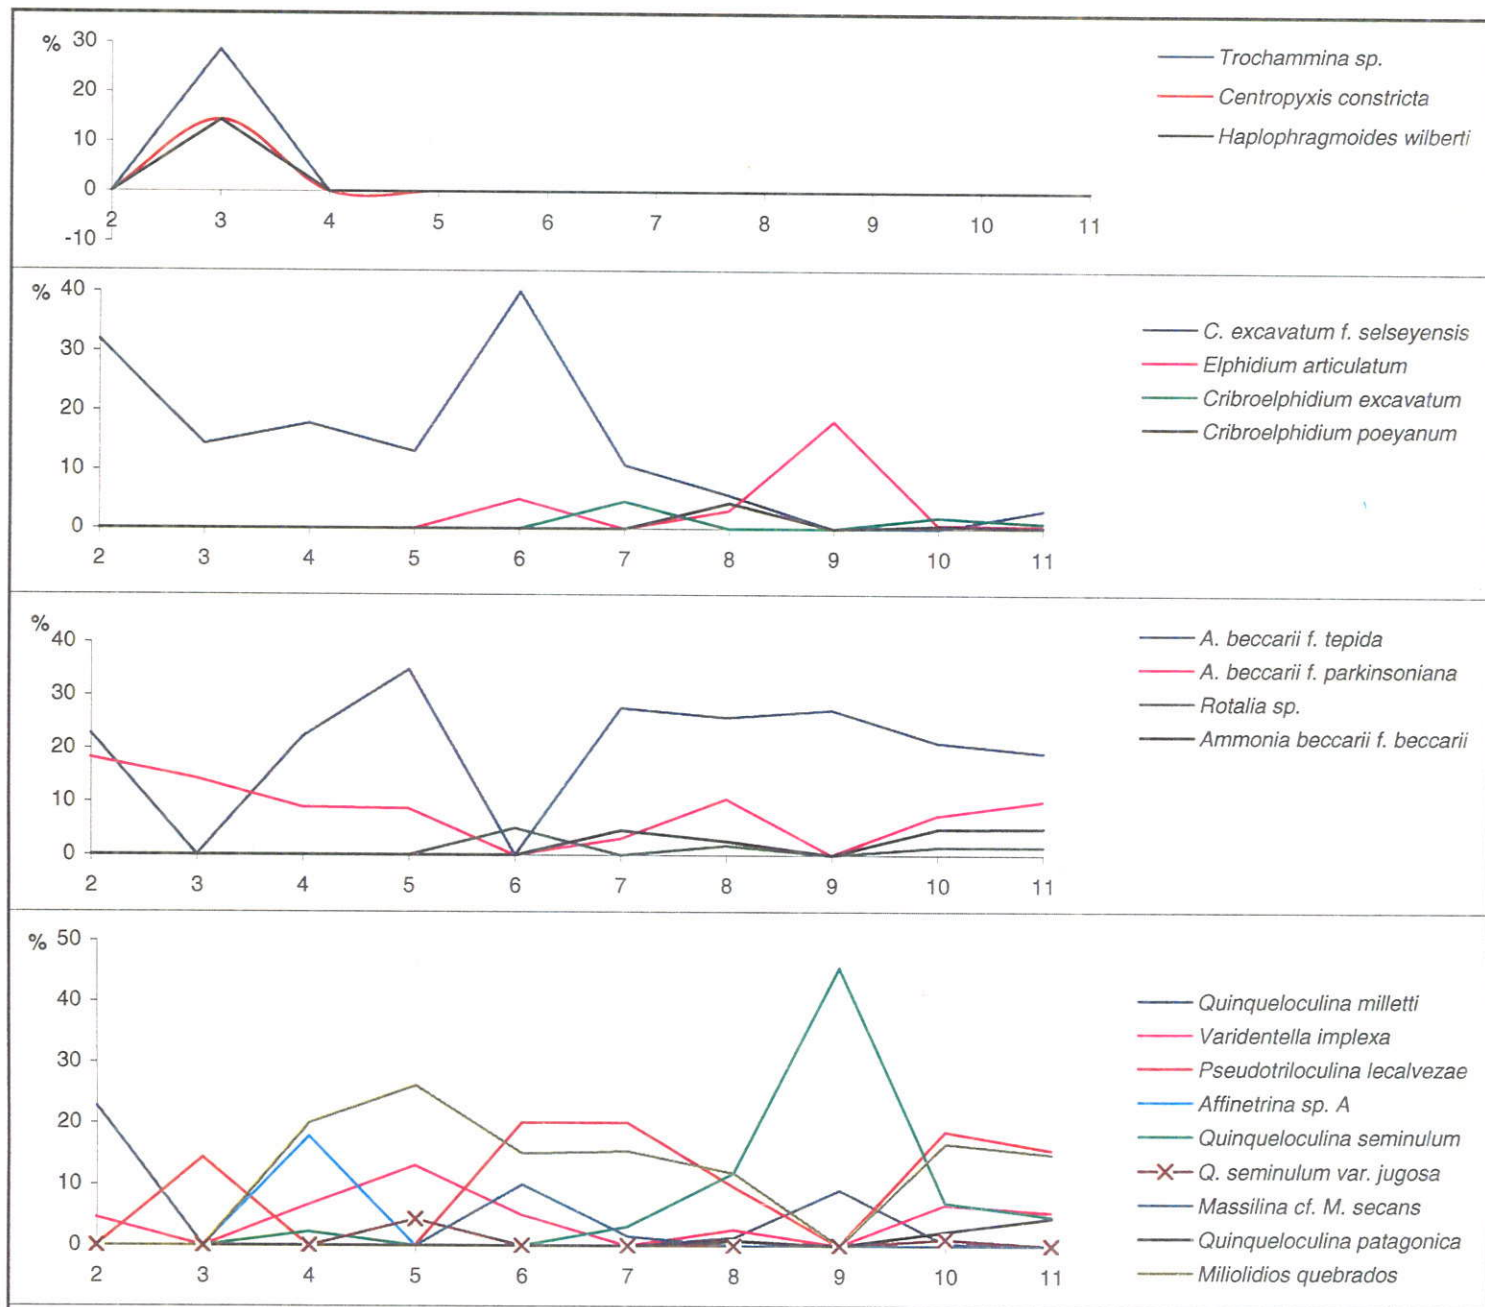 % 30
20
10
0
-10
2 3 4 5 6 7 8 9 10 11
Trochammina sp.
Centropyxis constricta
Haplophragmoides wilberti
% 40
30
20
10
0
2 3 4 5 6 7 8 9 10 11
C. excavatum f. selseyensis
Elphidium articulatum
Cribroelphidium excavatum
Cribroelphidium poeyanum
% 40
30
20
10
0
2 3 4 5 6 7 8 9 10 11
A. beccarii f. tepida
A. beccarii f. parkinsoniana
Rotalia sp.
Ammonia beccarii f. beccarii
% 50
40
30
20
10
0
2 3 4 5 6 7 8 9 10 11
Quinqueloculina milletti
Varidentella implexa
Pseudotriloculina lecalvezae
Affinetrina sp. A
Quinqueloculina seminulum
Q. seminulum var. jugosa
Massilina cf. M. secans
Quinqueloculina patagonica
Miliolidios quebrados